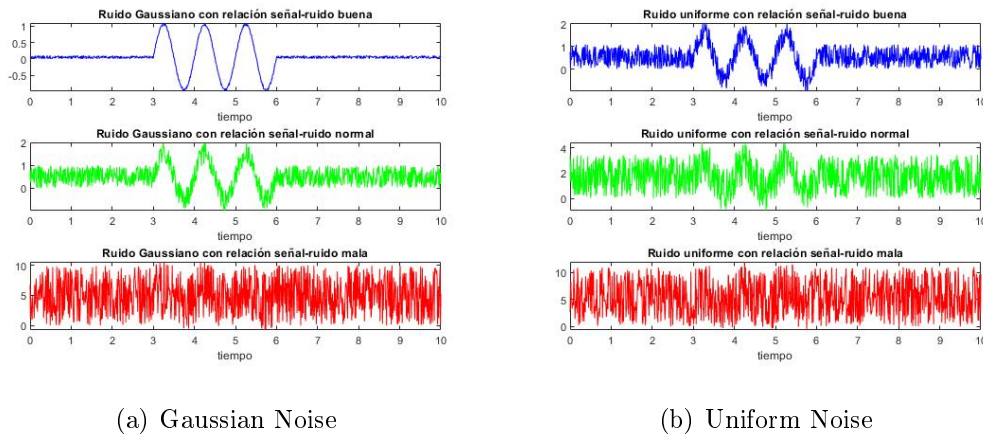 Ruido Gaussiano con relación señal-ruido buena
1
0.5
0
-0.5
0 1 2 3 4 5 6 7 8 9 10
tiempo
Ruido Gaussiano con relación señal-ruido normal
2
1
0
0 1 2 3 4 5 6 7 8 9 10
tiempo
Ruido Gaussiano con relación señal-ruido mala
10
5
0
0 1 2 3 4 5 6 7 8 9 10
tiempo
(a) Gaussian Noise
Ruido uniforme con relación señal-ruido buena
2
1
0
0 1 2 3 4 5 6 7 8 9 10
tiempo
Ruido uniforme con relación señal-ruido normal
4
2
0
0 1 2 3 4 5 6 7 8 9 10
tiempo
Ruido uniforme con relación señal-ruido mala
10
5
0
0 1 2 3 4 5 6 7 8 9 10
tiempo
(b) Uniform Noise